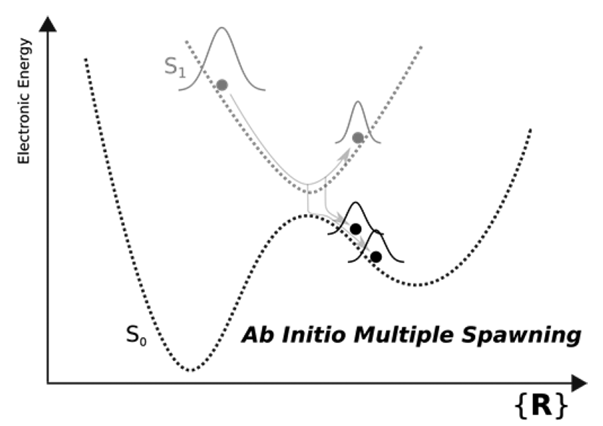 Electronic Energy
S₁
S₀
Ab Initio Multiple Spawning
{R}